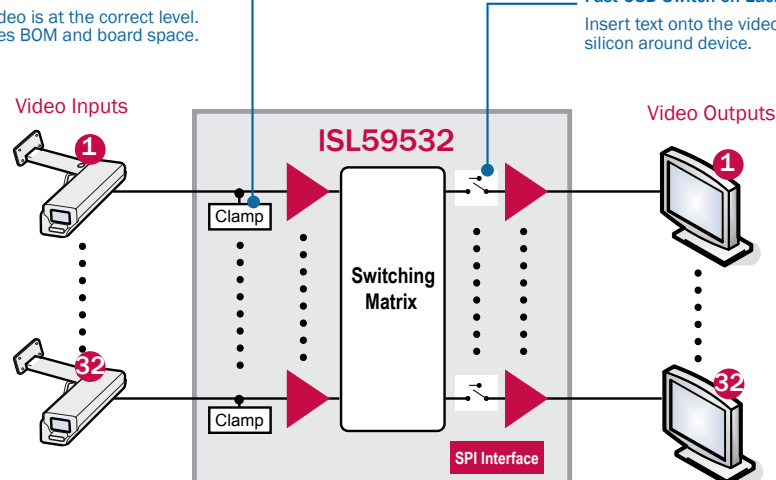 deo is at the correct level.
es BOM and board space.
Insert text onto the video
silicon around device.
Video Inputs
Video Outputs
ISL59532
1
1
Clamp
Switching
Matrix
32
32
Clamp
SPI Interface